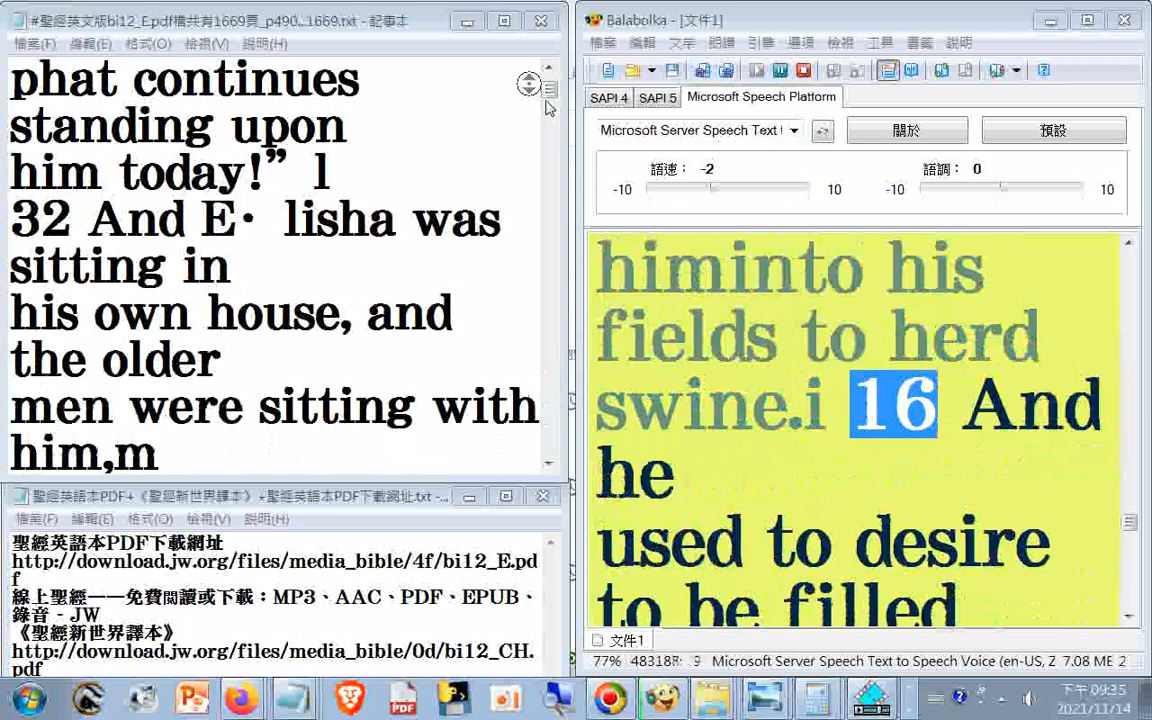 #聖經英文版bi12_E.pdf檔共有1669頁_p490...1669.txt - 記事本
檔案(F) 編輯(E) 格式(O) 檢視(V) 說明(H)
phat continues
standing upon
him today!” l
32 And E· lisha was
sitting in
his own house, and
the older
men were sitting with
him,m
聖經英語本PDF+《聖經新世界譯本》+聖經英語本PDF下載網址.txt -...
檔案(F) 編輯(E) 格式(O) 檢視(V) 說明(H)
聖經英語本PDF下載網址
http://download.jw.org/files/media_bible/4f/bi12_E.pd
f
線上聖經——免費閱讀或下載：MP3、AAC、PDF、EPUB、
錄音 - JW
《聖經新世界譯本》
http://download.jw.org/files/media_bible/0d/bi12_CH.
pdf
Balabolka - [文件1]
檔案 編輯 文字 朗讀 引擎 選項 檢視 工具 書籤 說明
SAPI 4 SAPI 5 Microsoft Speech Platform
Microsoft Server Speech Text 關於 預設
語速： -2 語調： 0
-10 10 -10 10
himinto his
fields to herd
swine.i 16 And
he
used to desire
to be filled
文件1
77% Microsoft Server Speech Text to Speech Voice (en-US, Z 7.08 ME 2
下午 09:35
2021/11/14